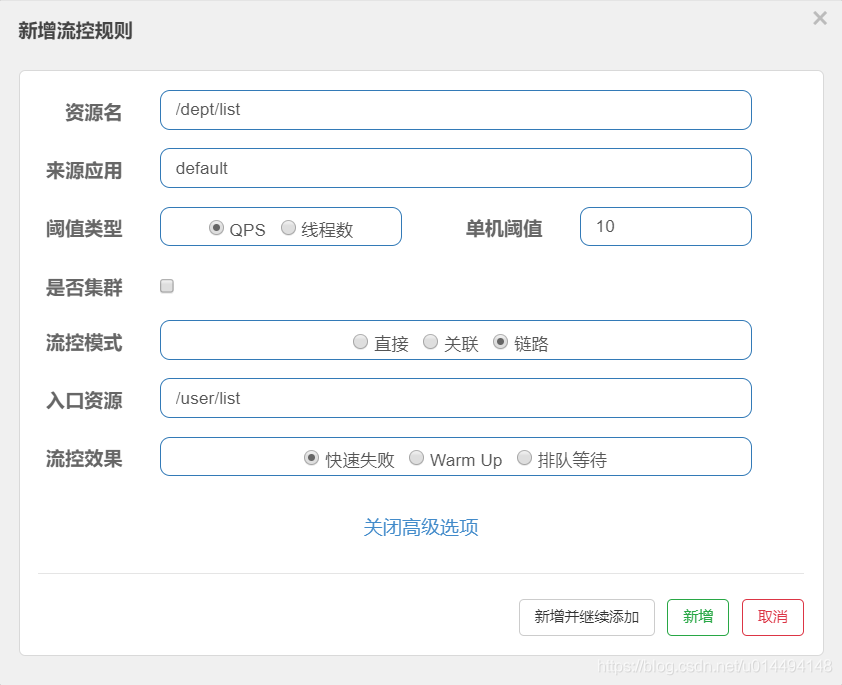 新增流控规则
×
资源名 /dept/list
来源应用 default
阈值类型 QPS 线程数 单机阈值 10
是否集群
流控模式 直接 关联 链路
入口资源 /user/list
流控效果 快速失败 Warm Up 排队等待
关闭高级选项
新增并继续添加 新增 取消
https://blog.csdn.net/u014494148